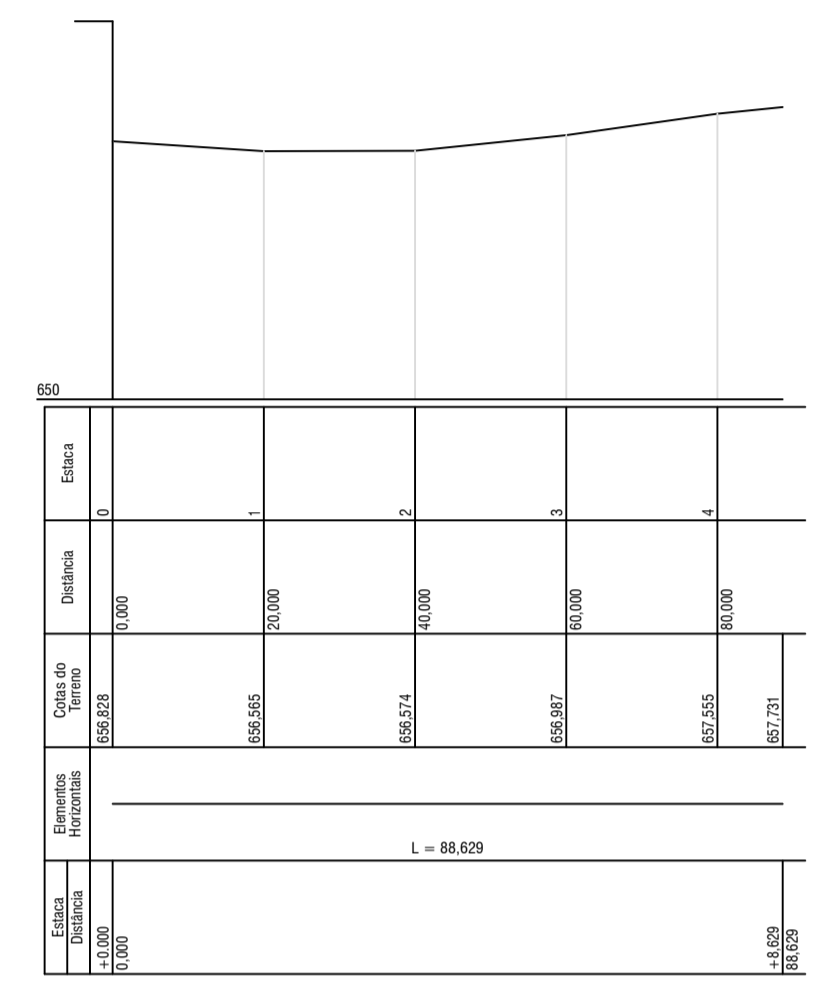 650
Estaca
0
1
2
3
4
Distância
0,000
20,000
40,000
60,000
80,000
Cotas do
Terreno
656,828
656,565
656,574
656,987
657,555
657,731
Elementos
Horizontais
L = 88,629
Estaca
Distância
+0.000
0,000
+8,629
88,629